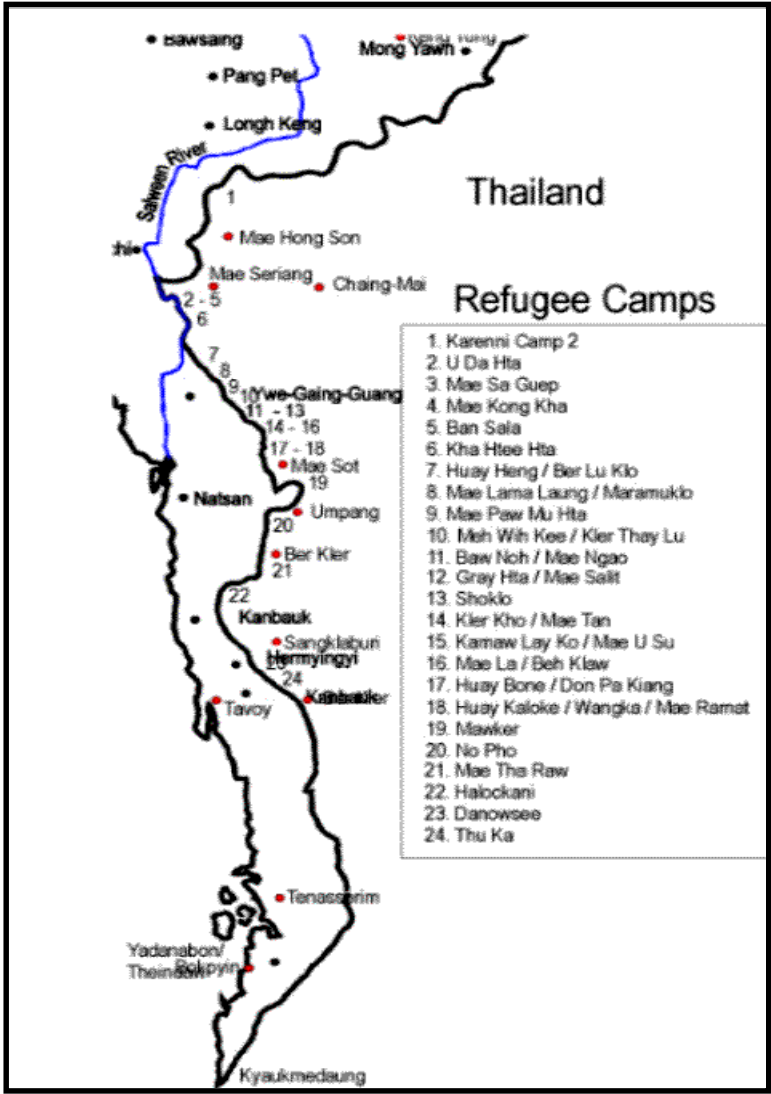 Bawsaing
Mong Yawn
Pang Pet
Longh Keng
Salween River
Thailand
1
Mae Hong Son
Mae Seriang
Chaing-Mai
2 - 5
6
Refugee Camps
7
8
9
10
Ywe-Gaing-Guang
11 - 13
14 - 16
17 - 18
Mae Sot
19
Natsan
Umpang
20
Ber Kler
21
22
Kanbauk
Sangklaburi
Hermyingyi
23
24
Kanbauk
Tavoy
Tenasserim
Yadanabon/
Kyaukmedaung
1. Karenni Camp 2
2. U Da Hta
3. Mae Sa Guep
4. Mae Kong Kha
5. Ban Sala
6. Kha Htee Hta
7. Huay Heng / Ber Lu Klo
8. Mae Lama Laung / Maramuklo
9. Mae Paw Mu Hta
10. Meh Wih Kee / Kler Thay Lu
11. Baw Noh / Mae Ngao
12. Gray Hta / Mae Salit
13. Shoklo
14. Kler Kho / Mae Tan
15. Kamaw Lay Ko / Mae U Su
16. Mae La / Beh Klaw
17. Huay Bone / Don Pa Kiang
18. Huay Kaloke / Wangka / Mae Ramat
19. Mawker
20. No Pho
21. Mae Tha Raw
22. Halockani
23. Danowsee
24. Thu Ka